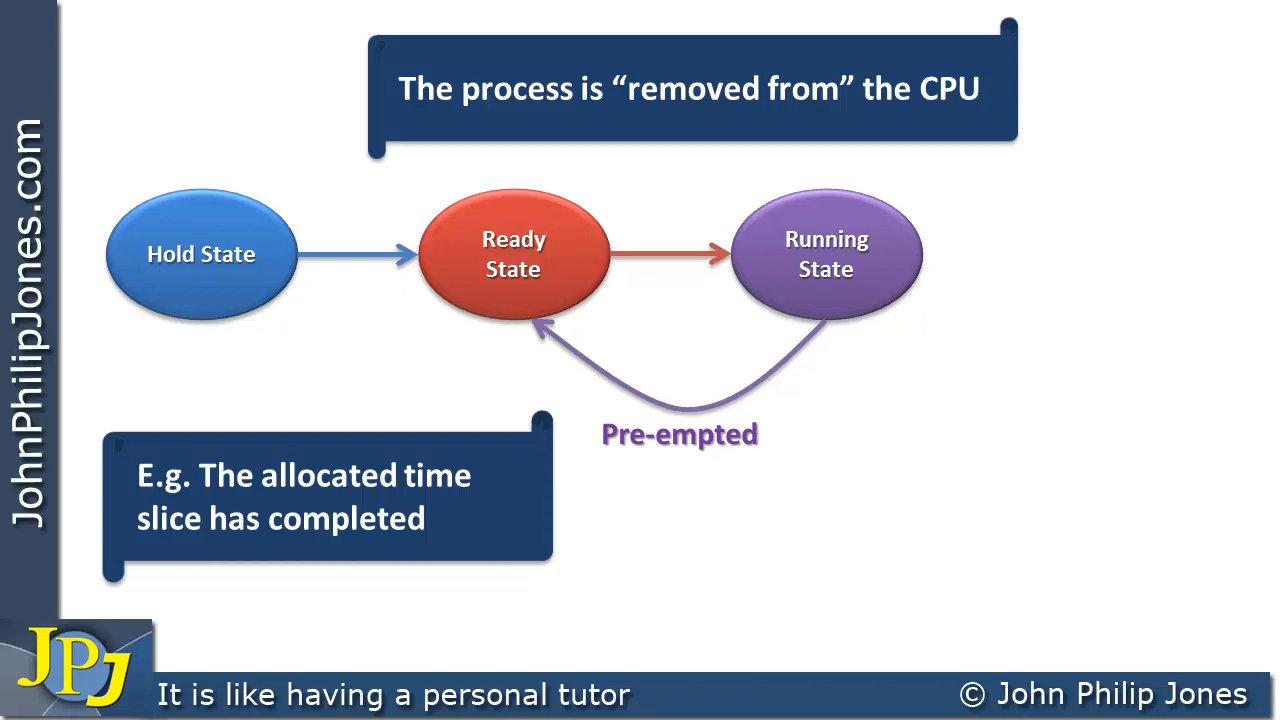 JohnPhilipJones.com
The process is “removed from” the CPU
Hold State
Ready
State
Running
State
Pre-empted
E.g. The allocated time
slice has completed
JPJ
It is like having a personal tutor
© John Philip Jones